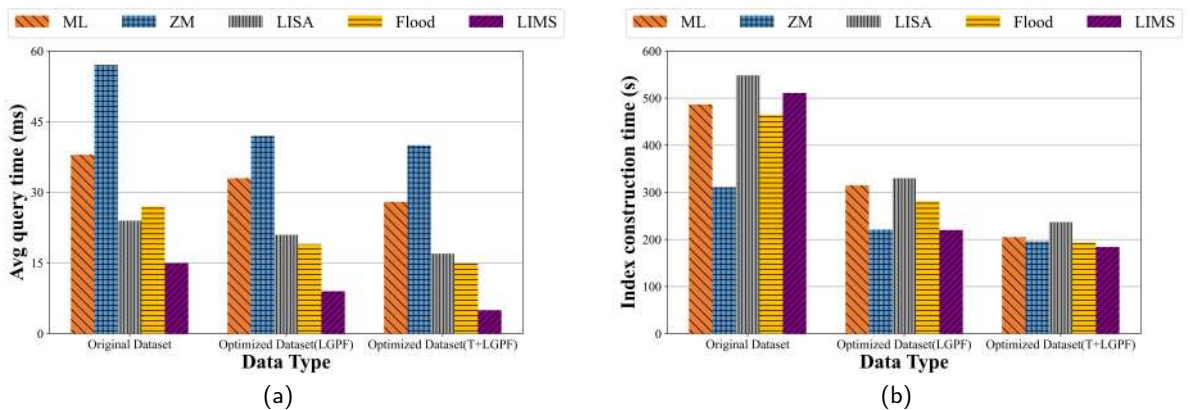 ML ZM LISA Flood LIMS
60
45
30
15
0
Avg query time (ms)
Original Dataset Optimized Dataset(LGPF) Optimized Dataset(T+LGPF)
Data Type
(a)
ML ZM LISA Flood LIMS
600
500
400
300
200
100
0
Index construction time (s)
Original Dataset Optimized Dataset(LGPF) Optimized Dataset(T+LGPF)
Data Type
(b)